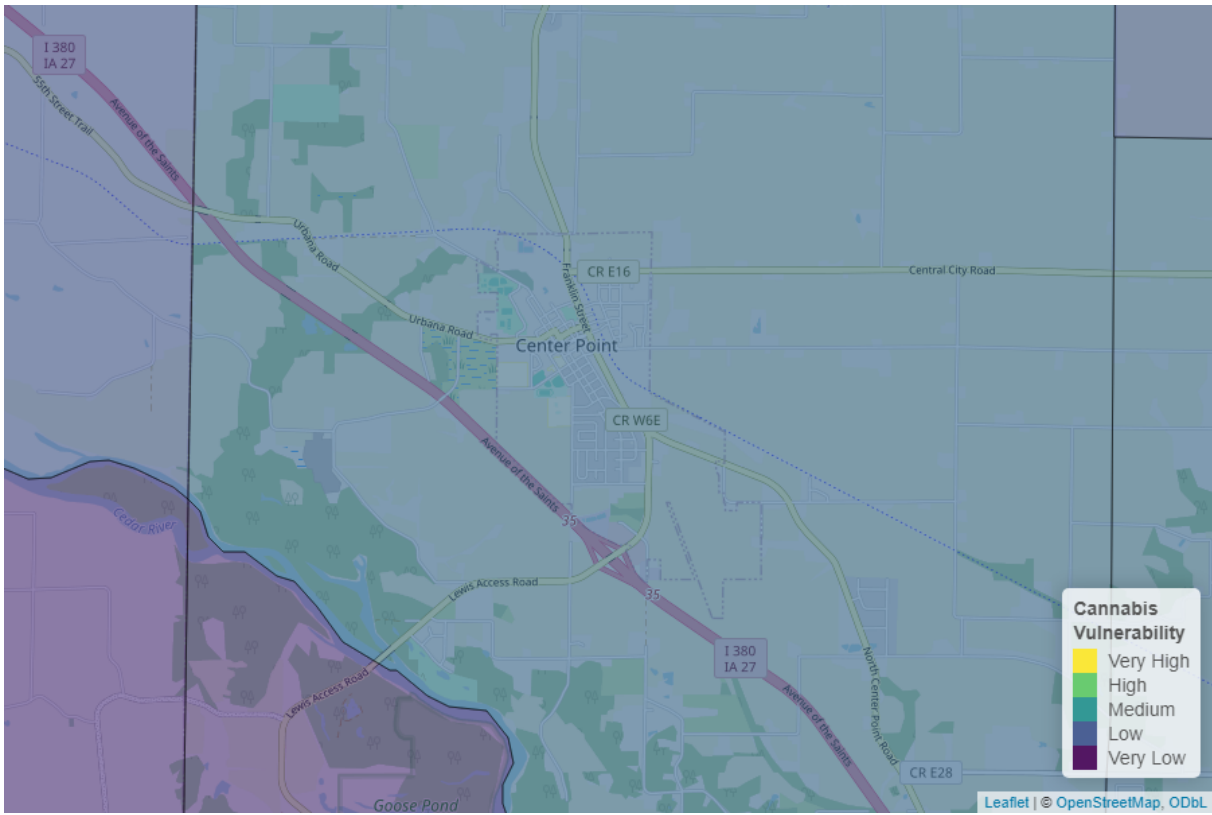 I 380
IA 27
55th Street Trail
Avenue of the Saints
Urbana Road
Franklin Street
CR E16
Central City Road
Urbana Road
Center Point
CR W6E
Avenue of the Saints
35
Cedar River
Lewis Access Road
35
I 380
IA 27
Lewis Access Road
North Center Point Road
Avenue of the Saints
CR E28
Goose Pond
Cannabis
Vulnerability
Very High
High
Medium
Low
Very Low
Leaflet | © OpenStreetMap, ODbL